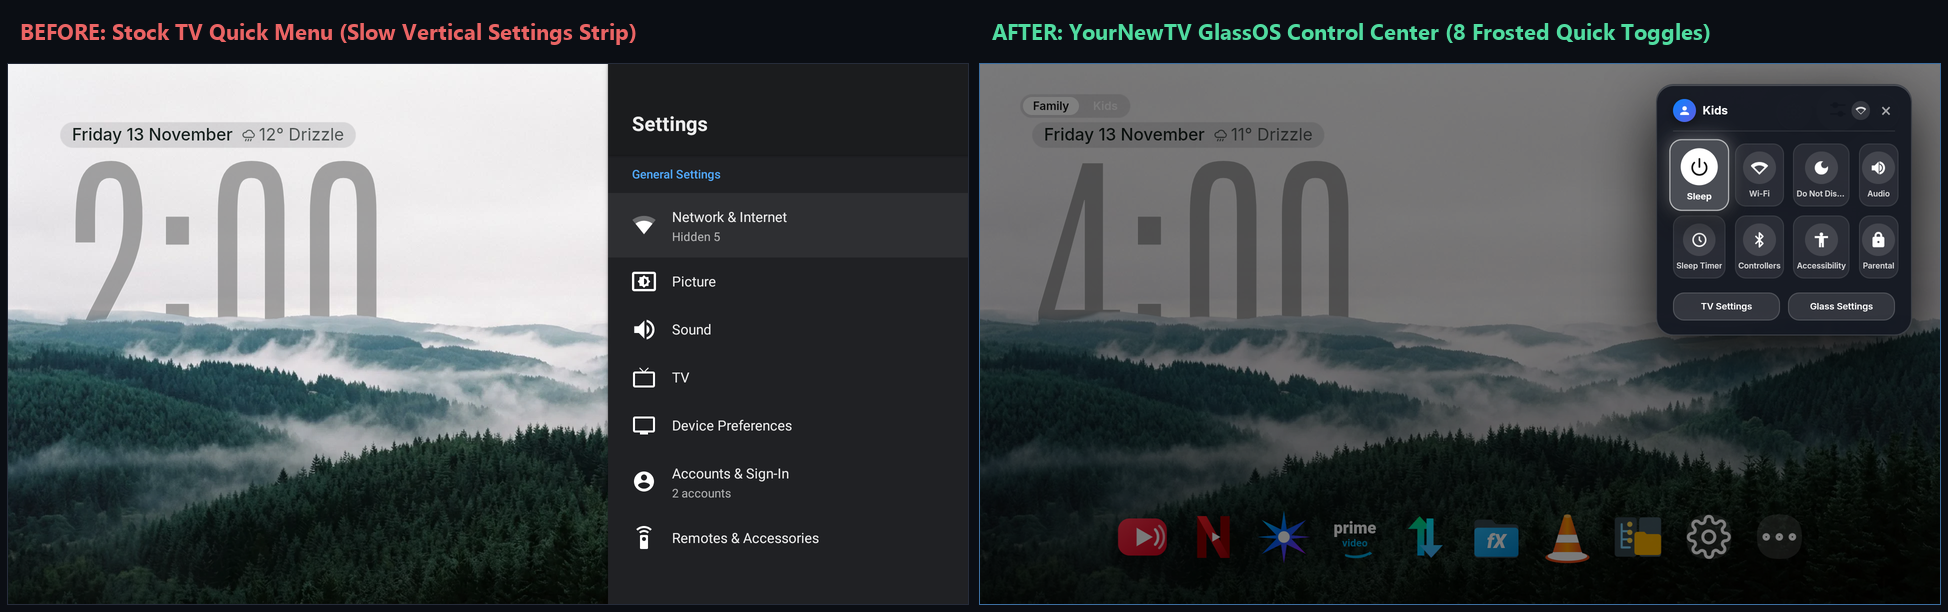 BEFORE: Stock TV Quick Menu (Slow Vertical Settings Strip)
Friday 13 November 12° Drizzle
2:00
Settings
General Settings
Network & Internet
Hidden 5
Picture
Sound
TV
Device Preferences
Accounts & Sign-In
2 accounts
Remotes & Accessories
AFTER: YourNewTV GlassOS Control Center (8 Frosted Quick Toggles)
Family Kids
Friday 13 November 11° Drizzle
4:00
Kids
Sleep Wi-Fi Do Not Dis... Audio
Sleep Timer Controllers Accessibility Parental
TV Settings Glass Settings
N
prime
video
fX